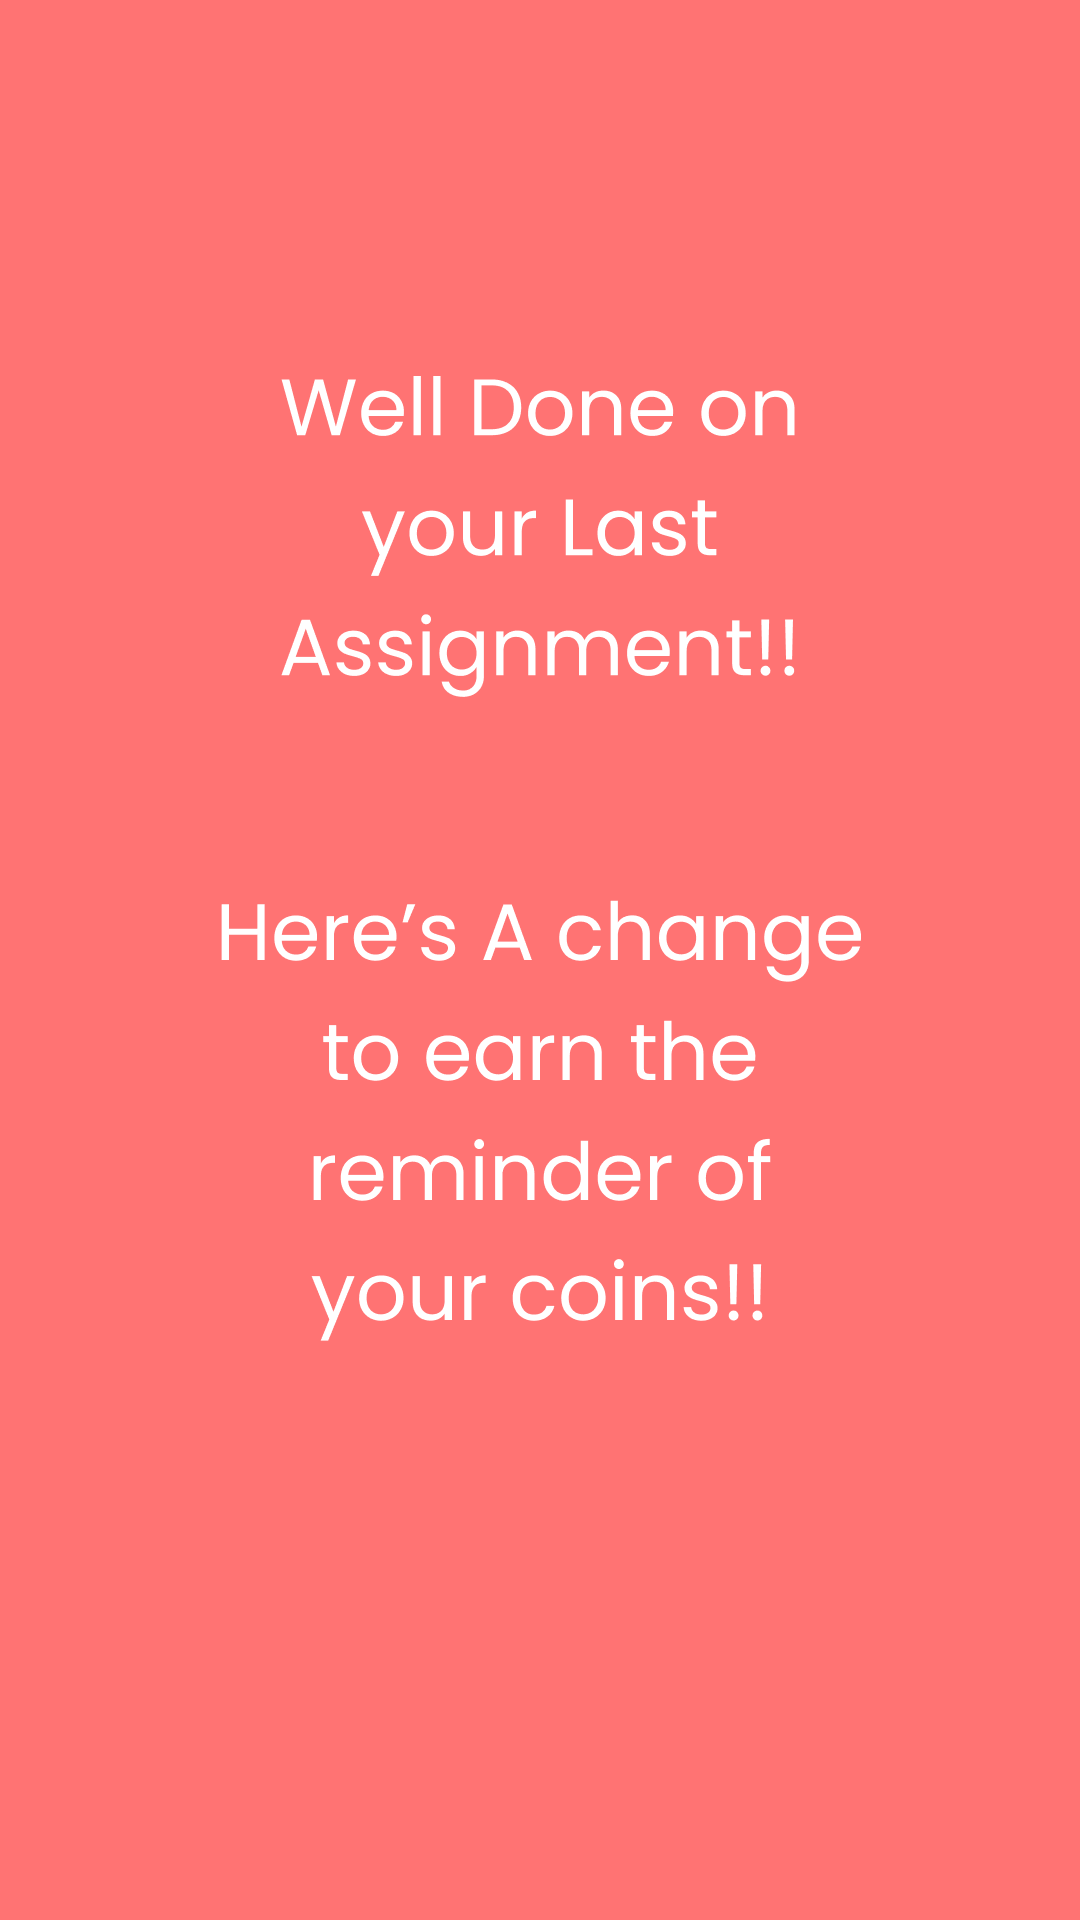 Well Done on
your Last
Assignment!!
Here’s A change
to earn the
reminder of
your coins!!